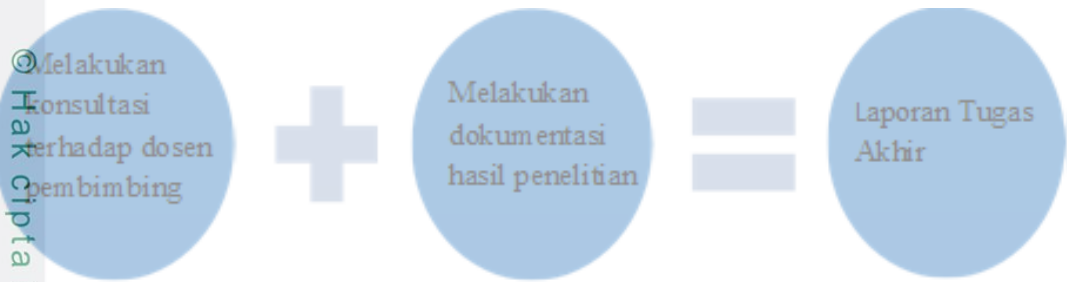 Melakukan
konsultasi
terhadap dosen
pembimbing
Melakukan
dokumentasi
hasil penelitian
Laporan Tugas
Akhir
© Hak cipta